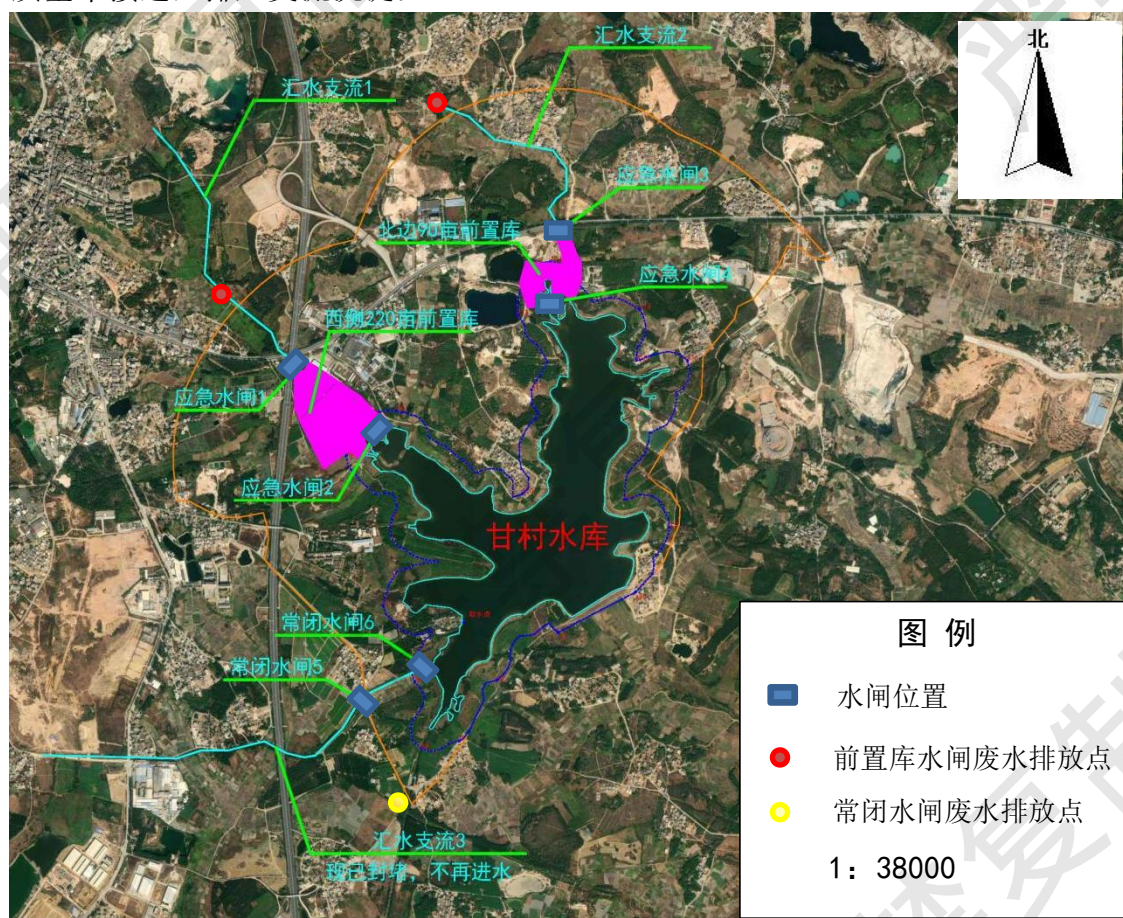 汇水支流2
北
汇水支流1
应急水闸3
北边90亩前置库
应急水闸4
西侧220亩前置库
应急水闸1
应急水闸2
甘村水库
取水点
常闭水闸6
常闭水闸5
汇水支流3
现已封堵，不再进水
图 例
水闸位置
前置库水闸废水排放点
常闭水闸废水排放点
1：38000